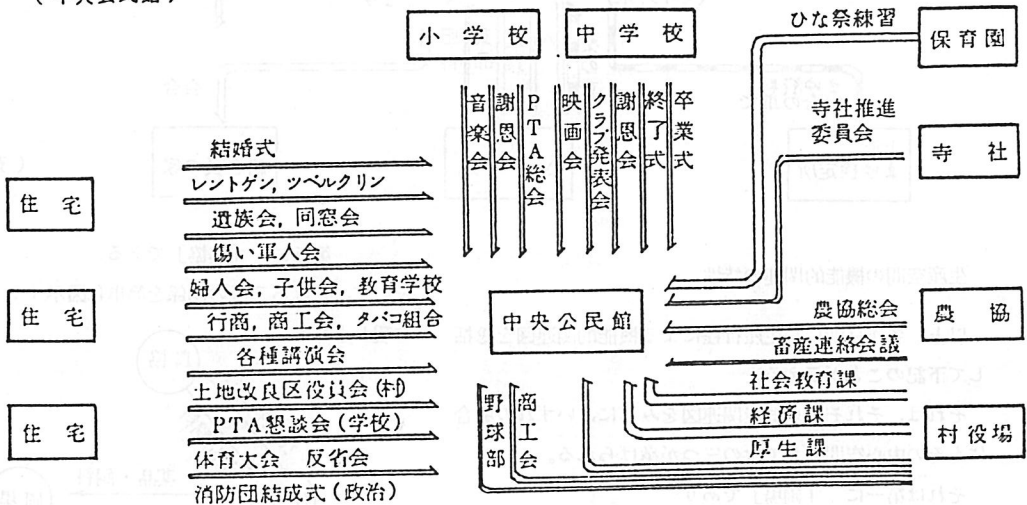 (中央公民館)
小学校
中学校
ひな祭練習
保育園
音楽会
謝恩会
PTA総会
映画会
クラブ発表会
謝恩会
終了式
卒業式
寺社推進
委員会
寺社
住宅
住宅
住宅
結婚式
レントゲン, ツベルクリン
遺族会, 同窓会
傷い軍人会
婦人会, 子供会, 教育学校
行商, 商工会, タバコ組合
各種講演会
土地改良区役員会(村)
PTA懇談会(学校)
体育大会 反省会
消防団結成式(政治)
中央公民館
農協総会
農協
畜産連絡会議
社会教育課
経済課
厚生課
村役場
野球部
商工会